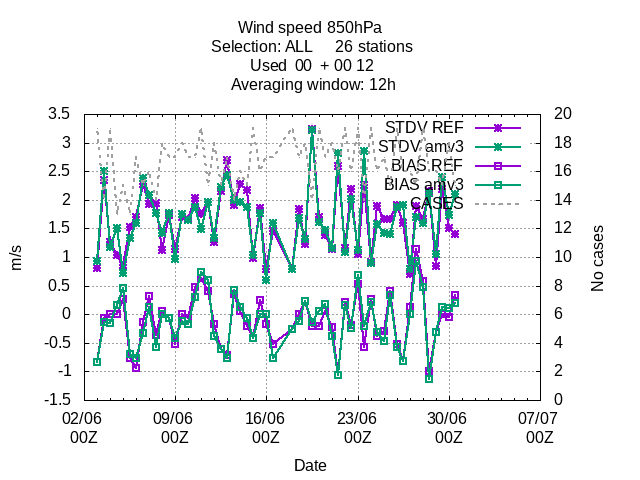 Wind speed 850hPa
Selection: ALL 26 stations
Used 00 + 00 12
Averaging window: 12h
STDV REF
STDV amv3
BIAS REF
BIAS amv3
CASES
3.5
3
2.5
2
1.5
1
0.5
0
-0.5
-1
-1.5
m/s
20
18
16
14
12
10
8
6
4
2
0
No cases
02/06 09/06 16/06 23/06 30/06 07/07
00Z 00Z 00Z 00Z 00Z 00Z
Date